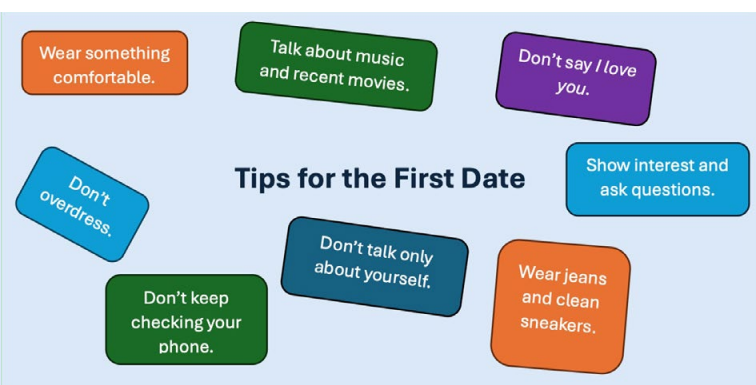 Wear something
comfortable.
Talk about music
and recent movies.
Don't say I love
you.
Don't
overdress.
Tips for the First Date
Show interest and
ask questions.
Don't keep
checking your
phone.
Don't talk only
about yourself.
Wear jeans
and clean
sneakers.